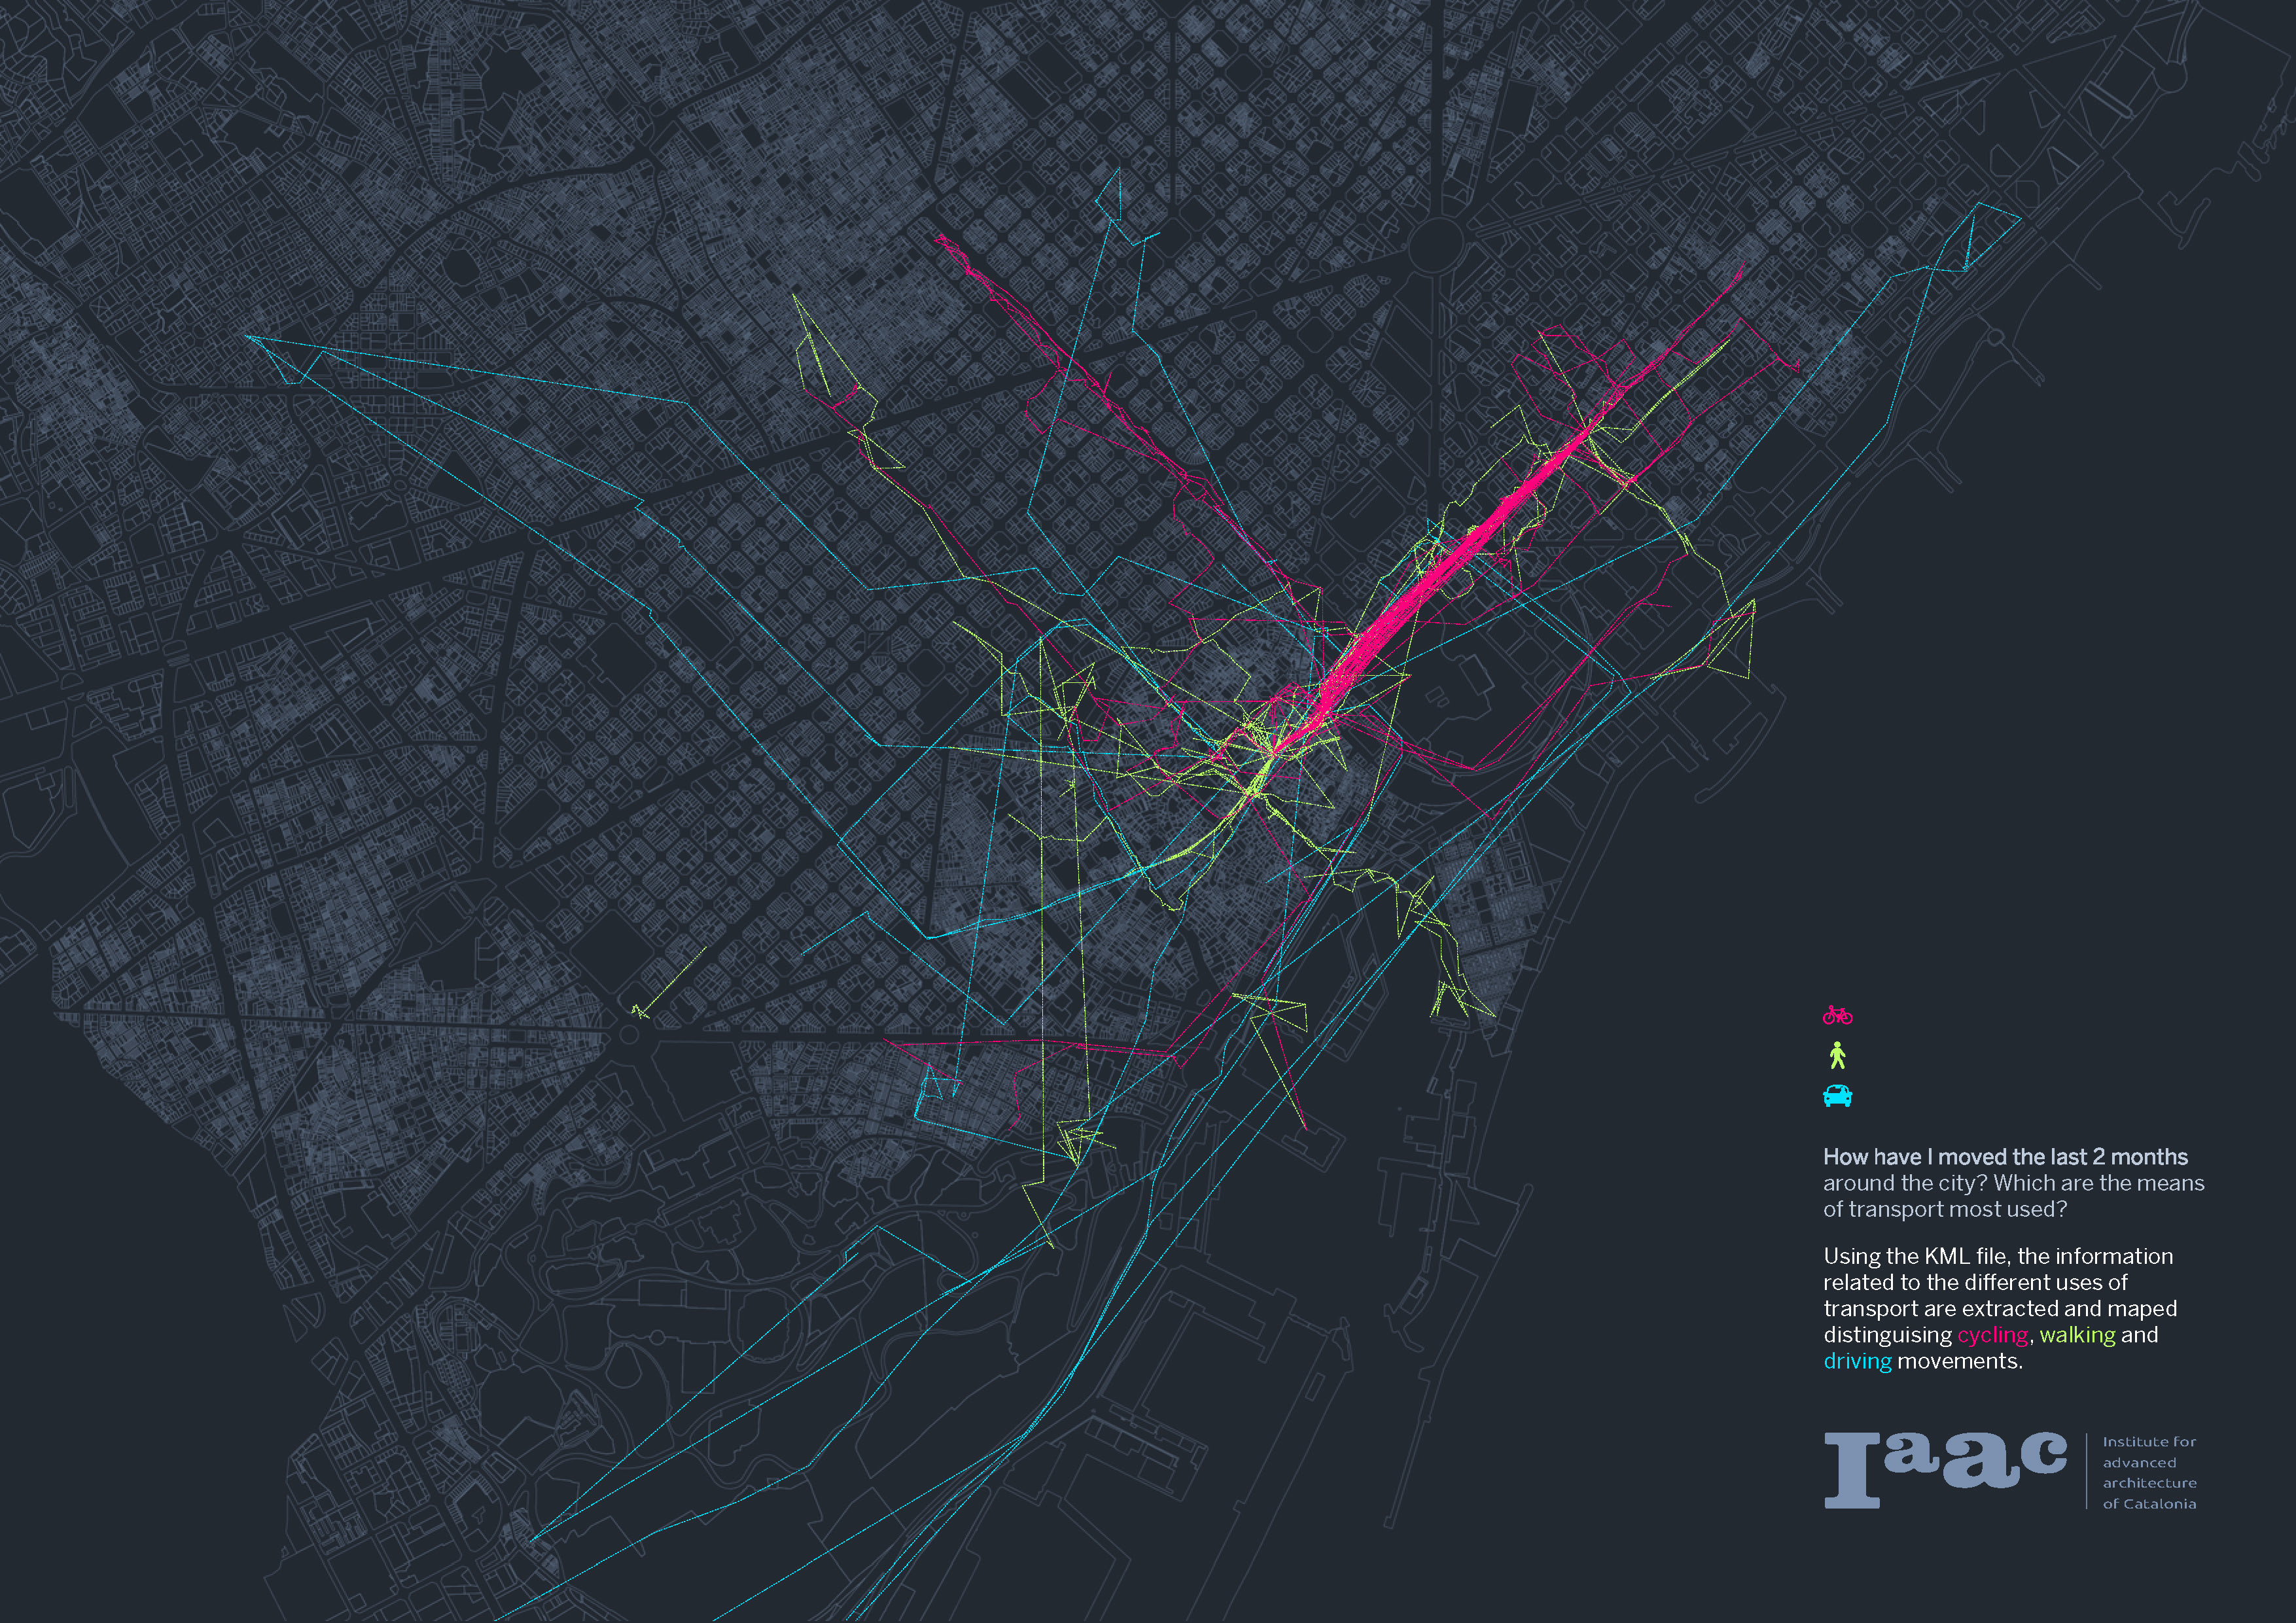 How have I moved the last 2 months
around the city? Which are the means
of transport most used?
Using the KML file, the information
related to the different uses of
transport are extracted and maped
distinguising cycling, walking and
driving movements.
Iaac
Institute for
advanced
architecture
of Catalonia